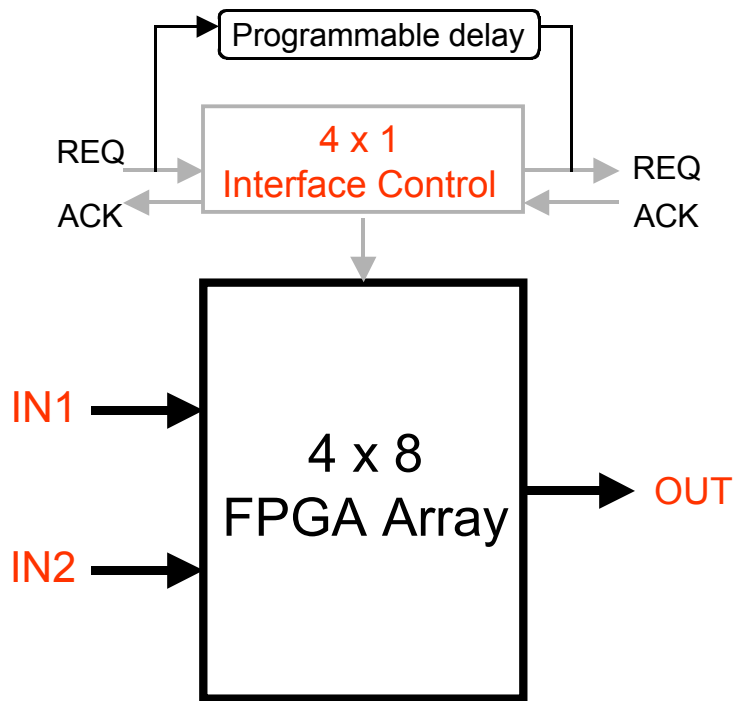 Programmable delay
4 x 1
Interface Control
REQ
ACK
REQ
ACK
IN1
IN2
4 x 8
FPGA Array
OUT